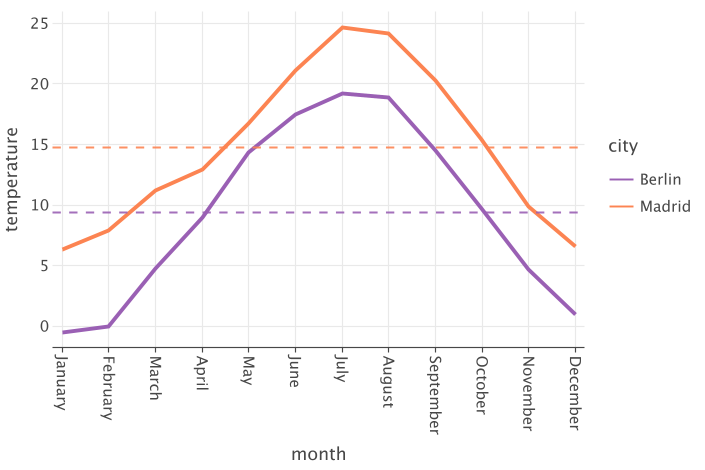 25
20
15
10
5
0
temperature
January
February
March
April
May
June
July
August
September
October
November
December
month
city
Berlin
Madrid